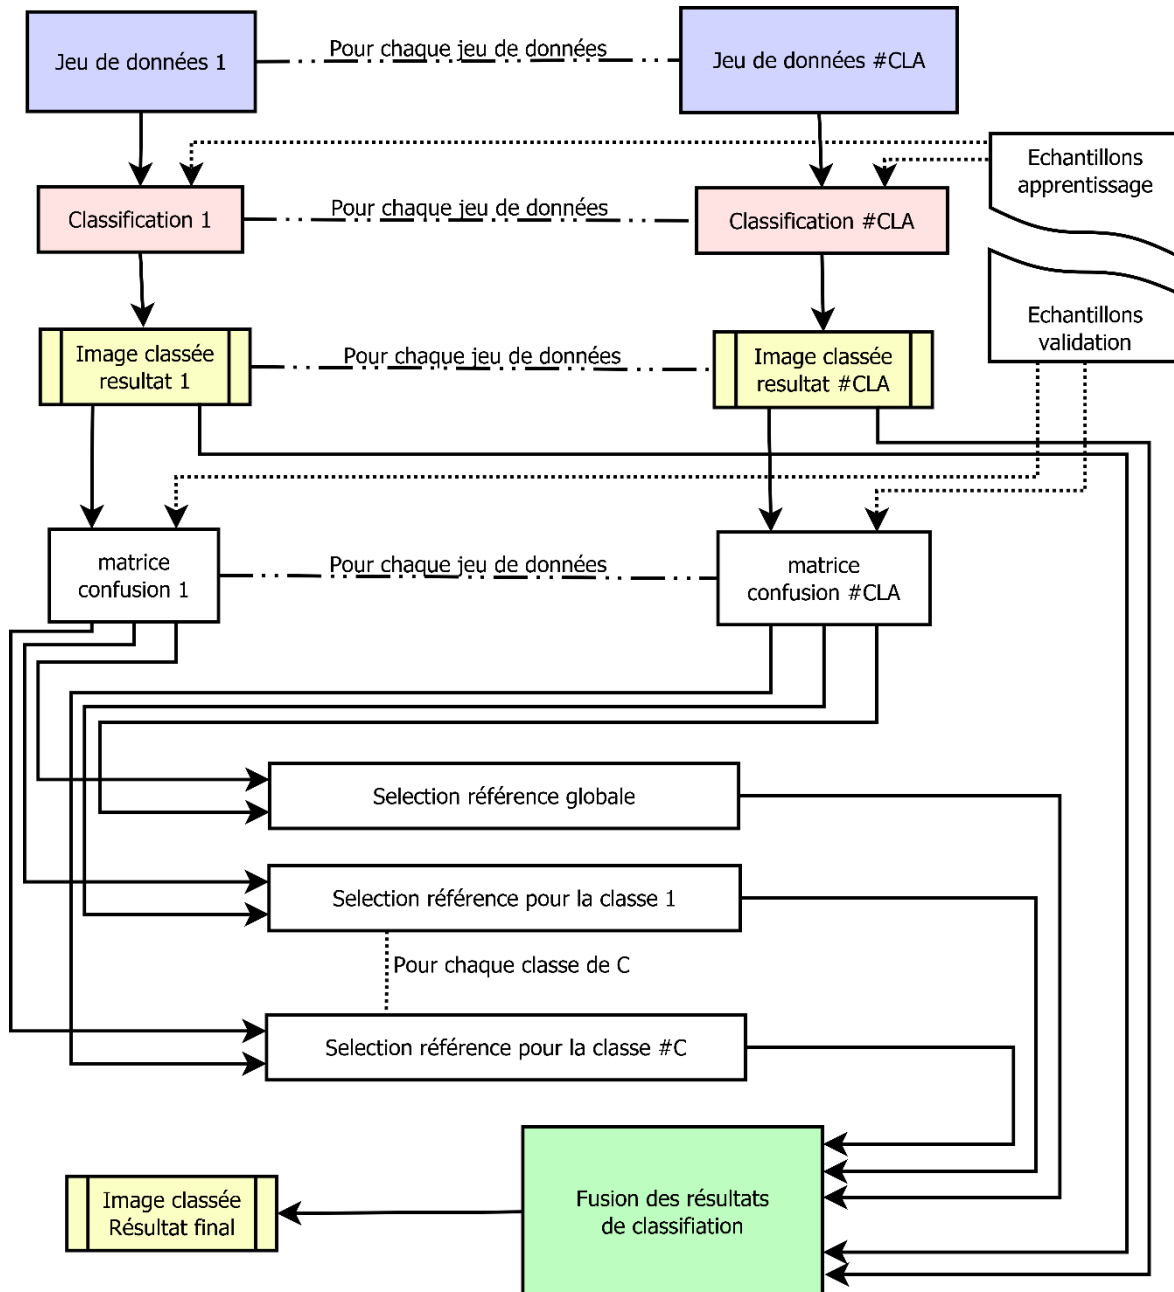 Jeu de données 1
Pour chaque jeu de données
Jeu de données #CLA
Echantillons
apprentissage
Classification 1
Pour chaque jeu de données
Classification #CLA
Echantillons
validation
Image classée
resultat 1
Pour chaque jeu de données
Image classée
resultat #CLA
matrice
confusion 1
Pour chaque jeu de données
matrice
confusion #CLA
Selection référence globale
Selection référence pour la classe 1
Pour chaque classe de C
Selection référence pour la classe #C
Fusion des résultats
de classifiation
Image classée
Résultat final